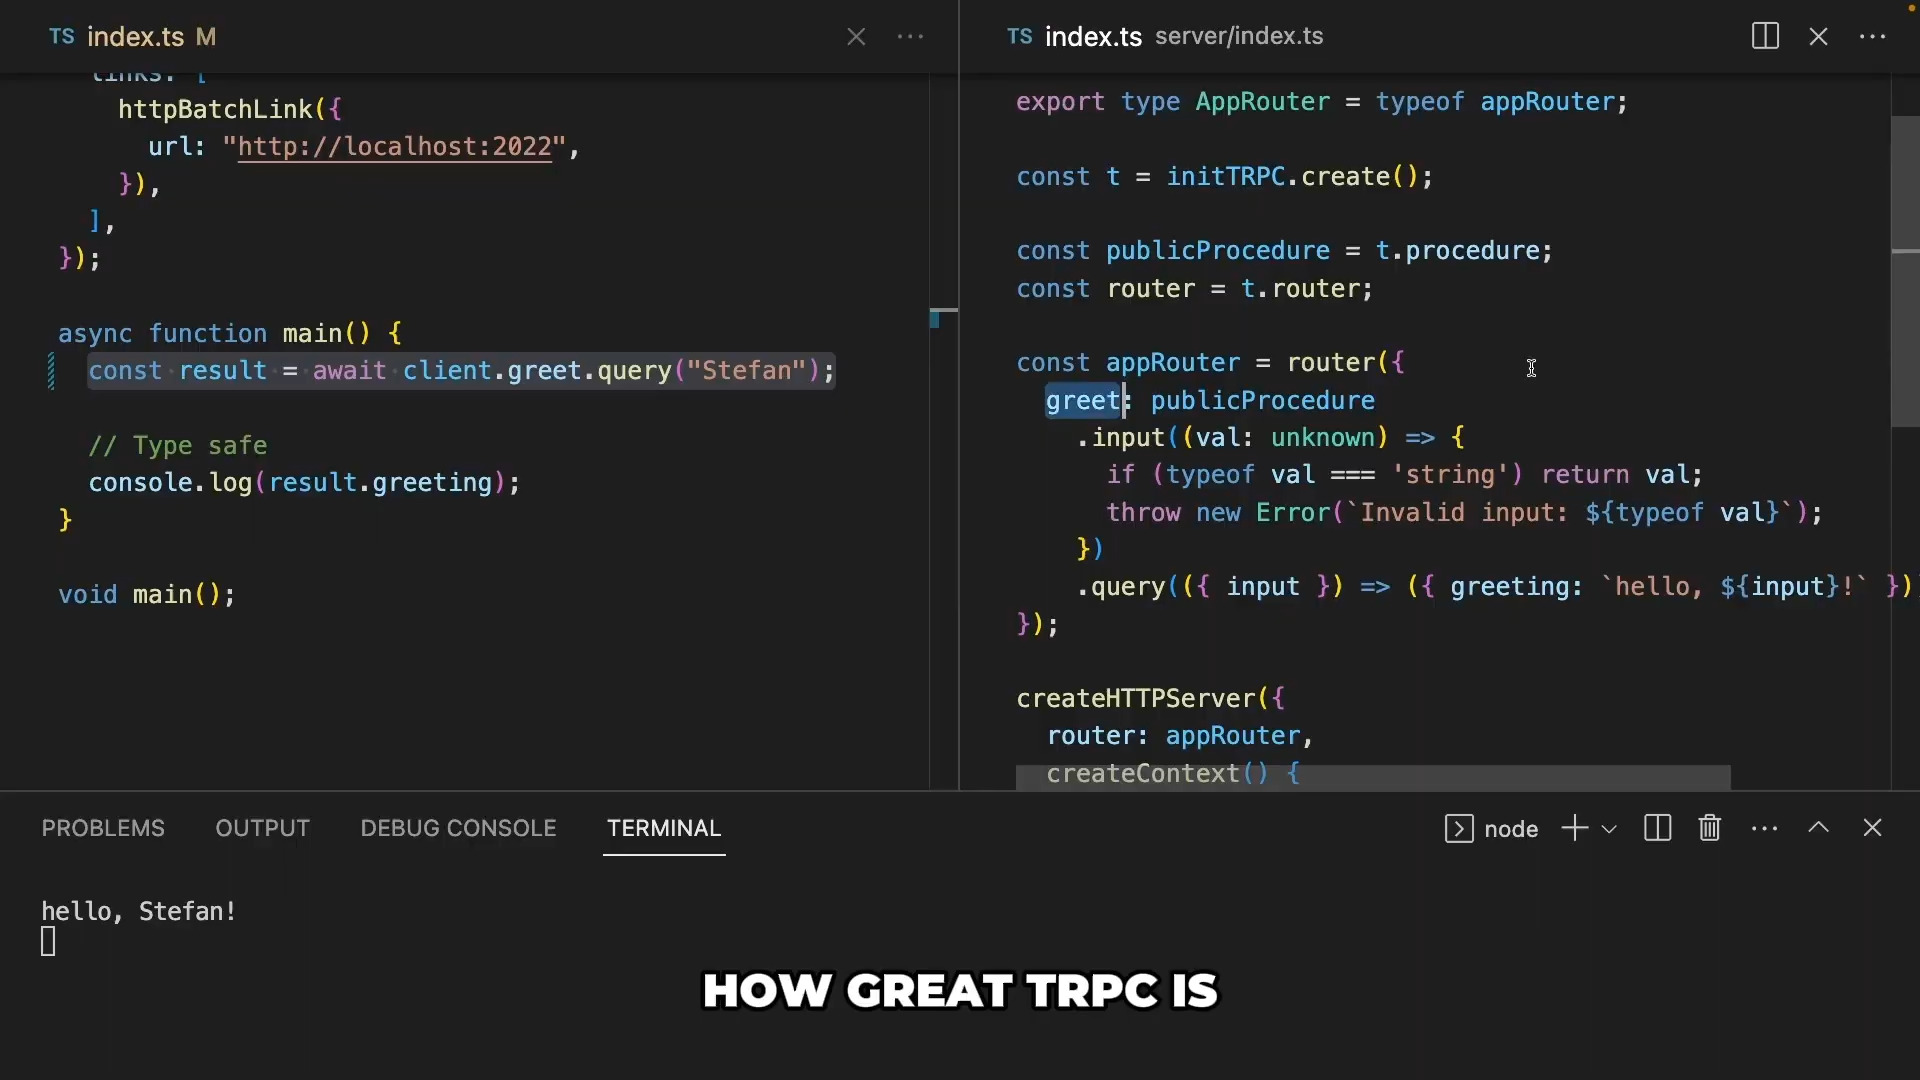 TS index.ts M
links: [
httpBatchLink({
url: "http://localhost:2022",
}),
],
});
async function main() {
const result = await client.greet.query("Stefan");
// Type safe
console.log(result.greeting);
}
void main();
TS index.ts server/index.ts
export type AppRouter = typeof appRouter;
const t = initTRPC.create();
const publicProcedure = t.procedure;
const router = t.router;
const appRouter = router({
greet: publicProcedure
.input((val: unknown) => {
if (typeof val === 'string') return val;
throw new Error(`Invalid input: ${typeof val}`);
})
.query(({ input }) => ({ greeting: `hello, ${input}!` })
});
createHTTPServer({
router: appRouter,
createContext() {
PROBLEMS OUTPUT DEBUG CONSOLE TERMINAL node
hello, Stefan!
HOW GREAT TRPC IS